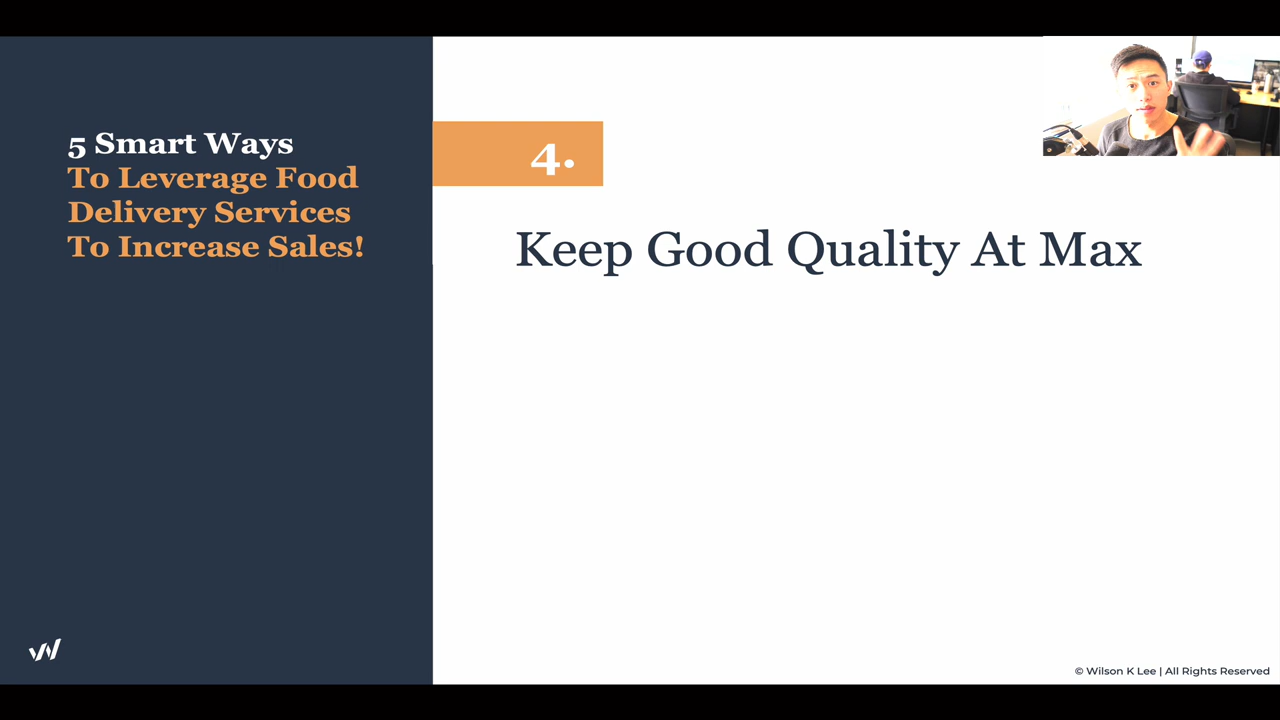 5 Smart Ways
To Leverage Food
Delivery Services
To Increase Sales!
4.
Keep Good Quality At Max
© Wilson K Lee | All Rights Reserved